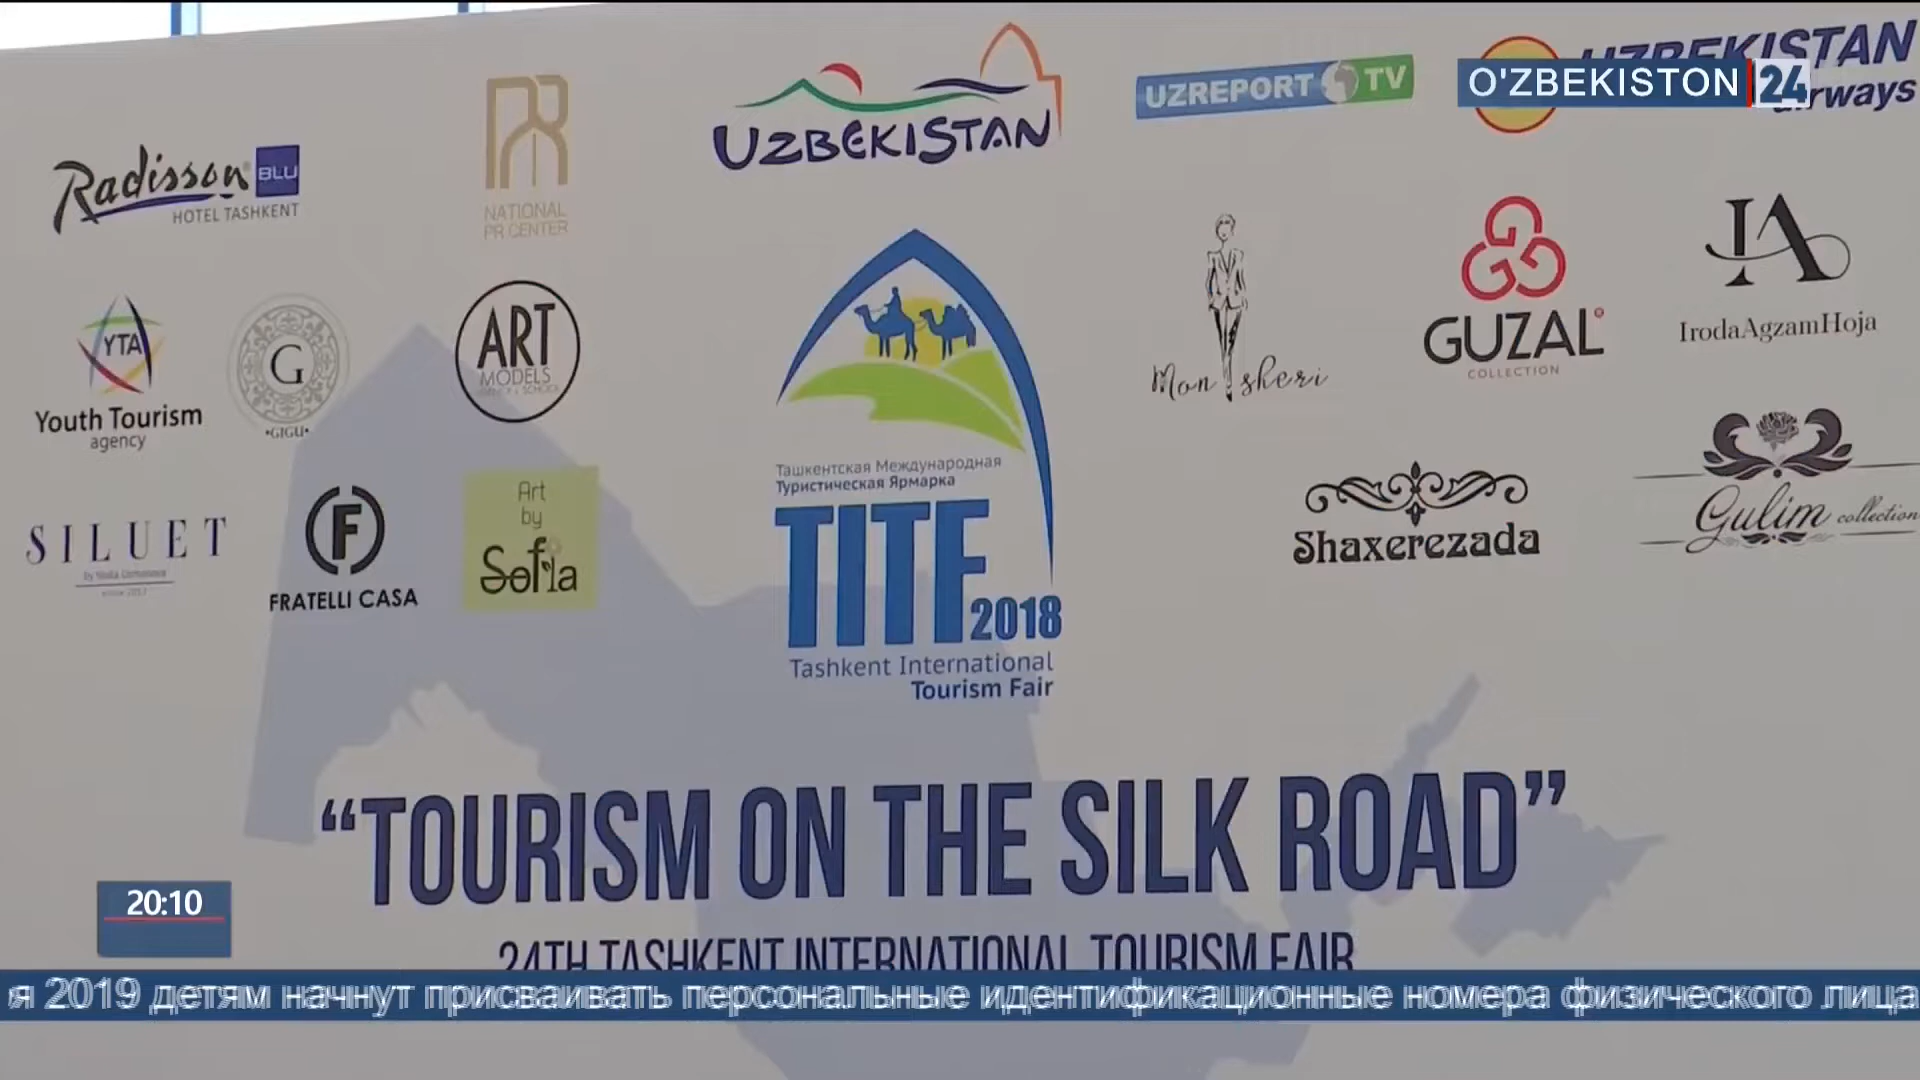 UZBEKISTAN
airways
O'ZBEKISTON 24
UZREPORT TV
UZBEKISTAN
NATIONAL
PR CENTER
Radisson BLU
HOTEL TASHKENT
YTA
Youth Tourism
agency
G
•GIGU•
ART
MODELS
Mon sheri
GUZAL
COLLECTION
IA
IrodaAgzamHoja
SILUET
F
FRATELLI CASA
Art
by
Sofia
Ташкентская Международная
Туристическая Ярмарка
TITF 2018
Tashkent International
Tourism Fair
Shaxerezada
Gulim collection
“TOURISM ON THE SILK ROAD”
24TH TASHKENT INTERNATIONAL TOURISM FAIR
20:10
я 2019 детям начнут присваивать персональные идентификационные номера физического лица